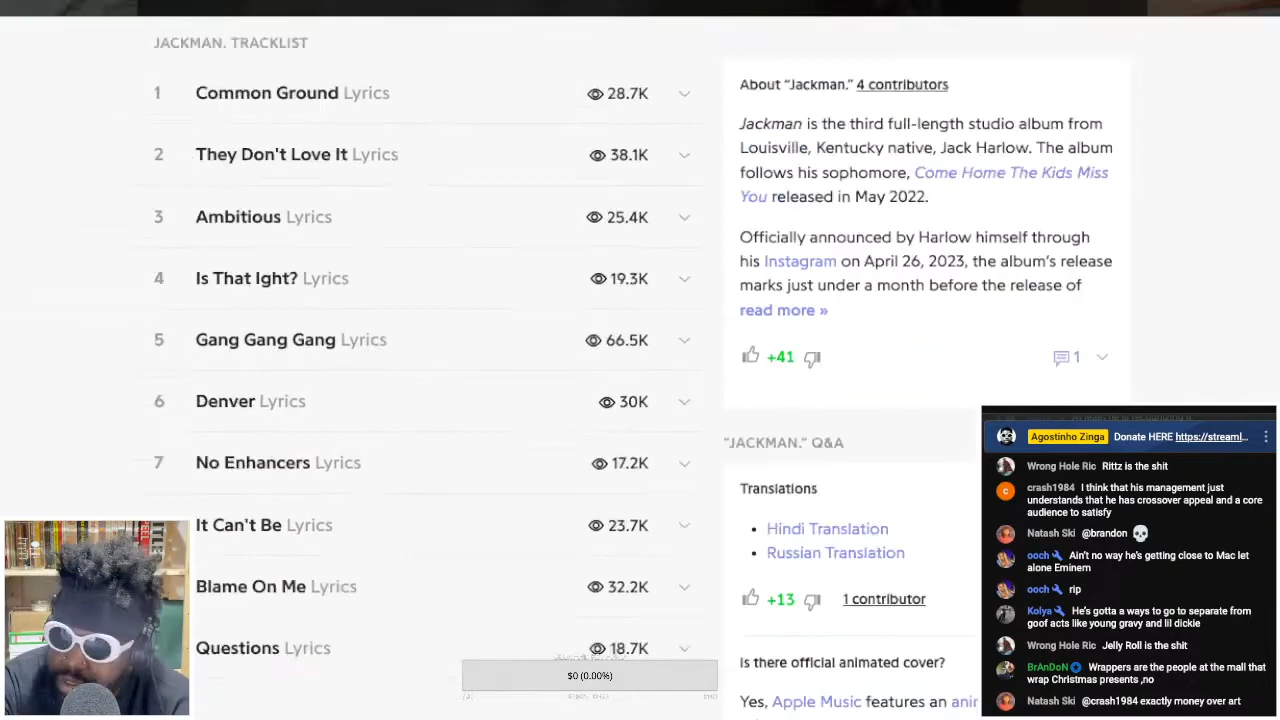 JACKMAN. TRACKLIST
1 Common Ground Lyrics 28.7K
2 They Don't Love It Lyrics 38.1K
3 Ambitious Lyrics 25.4K
4 Is That Ight? Lyrics 19.3K
5 Gang Gang Gang Lyrics 66.5K
6 Denver Lyrics 30K
7 No Enhancers Lyrics 17.2K
It Can't Be Lyrics 23.7K
Blame On Me Lyrics 32.2K
Questions Lyrics 18.7K
$0 (0.00%)
About “Jackman.” 4 contributors
Jackman is the third full-length studio album from
Louisville, Kentucky native, Jack Harlow. The album
follows his sophomore, Come Home The Kids Miss
You released in May 2022.
Officially announced by Harlow himself through
his Instagram on April 26, 2023, the album's release
marks just under a month before the release of
read more »
+41 1
“JACKMAN.” Q&A
Translations
• Hindi Translation
• Russian Translation
+13 1 contributor
Is there official animated cover?
Yes, Apple Music features an ani
Agostinho Zinga Donate HERE https://streaml...
Wrong Hole Ric Rittz is the shit
crash1984 I think that his management just
understands that he has crossover appeal and a core
audience to satisfy
Natash Ski @brandon
ooch Ain't no way he's getting close to Mac let
alone Eminem
ooch rip
Kolya He's gotta a ways to go to separate from
goof acts like young gravy and lil dickie
Wrong Hole Ric Jelly Roll is the shit
BrAnDoN Wrappers are the people at the mall that
wrap Christmas presents ,no
Natash Ski @crash1984 exactly money over art